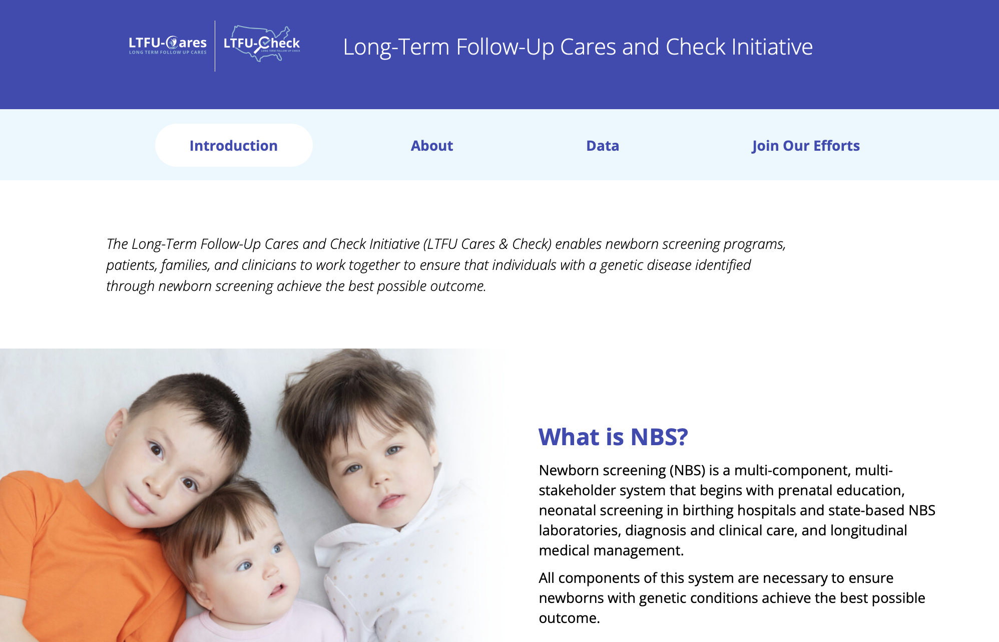 LTFU-Cares
LONG TERM FOLLOW UP CARES
LTFU-Check
LONG TERM FOLLOW UP CHECK
Long-Term Follow-Up Cares and Check Initiative
Introduction
About
Data
Join Our Efforts
The Long-Term Follow-Up Cares and Check Initiative (LTFU Cares & Check) enables newborn screening programs,
patients, families, and clinicians to work together to ensure that individuals with a genetic disease identified
through newborn screening achieve the best possible outcome.
What is NBS?
Newborn screening (NBS) is a multi-component, multi-
stakeholder system that begins with prenatal education,
neonatal screening in birthing hospitals and state-based NBS
laboratories, diagnosis and clinical care, and longitudinal
medical management.
All components of this system are necessary to ensure
newborns with genetic conditions achieve the best possible
outcome.